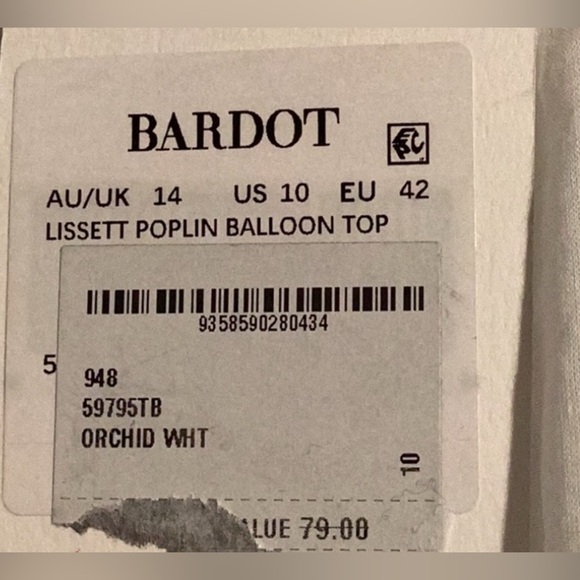 BARDOT
AU/UK 14 US 10 EU 42
LISSETT POPLIN BALLOON TOP
9358590280434
5
948
59795TB
ORCHID WHT
10
ALUE 79.00